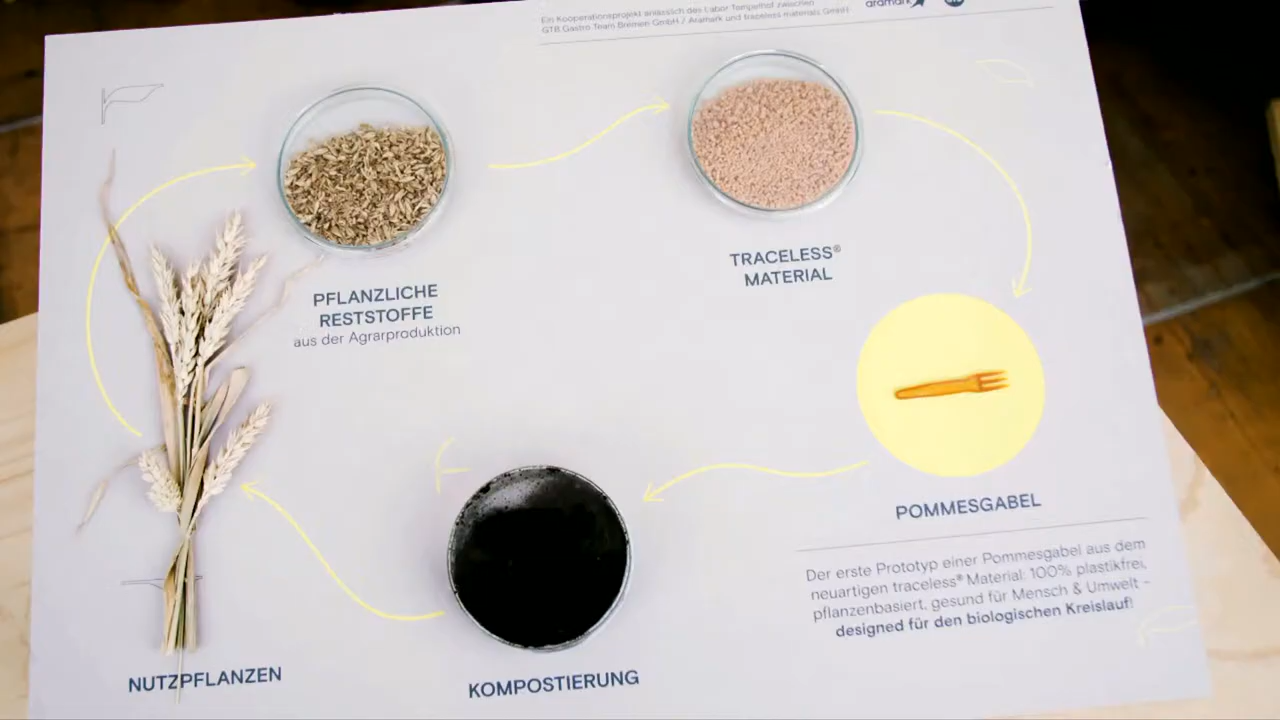 Ein Kooperationsprojekt anlässlich des Labor Tempelhof zwischen
GTB Gastro Team Bremen GmbH / Aramark und traceless materials GmbH
aramark
PFLANZLICHE
RESTSTOFFE
aus der Agrarproduktion
TRACELESS®
MATERIAL
POMMESGABEL
Der erste Prototyp einer Pommesgabel aus dem
neuartigen traceless® Material: 100% plastikfrei,
pflanzenbasiert, gesund für Mensch & Umwelt –
designed für den biologischen Kreislauf!
NUTZPFLANZEN
KOMPOSTIERUNG